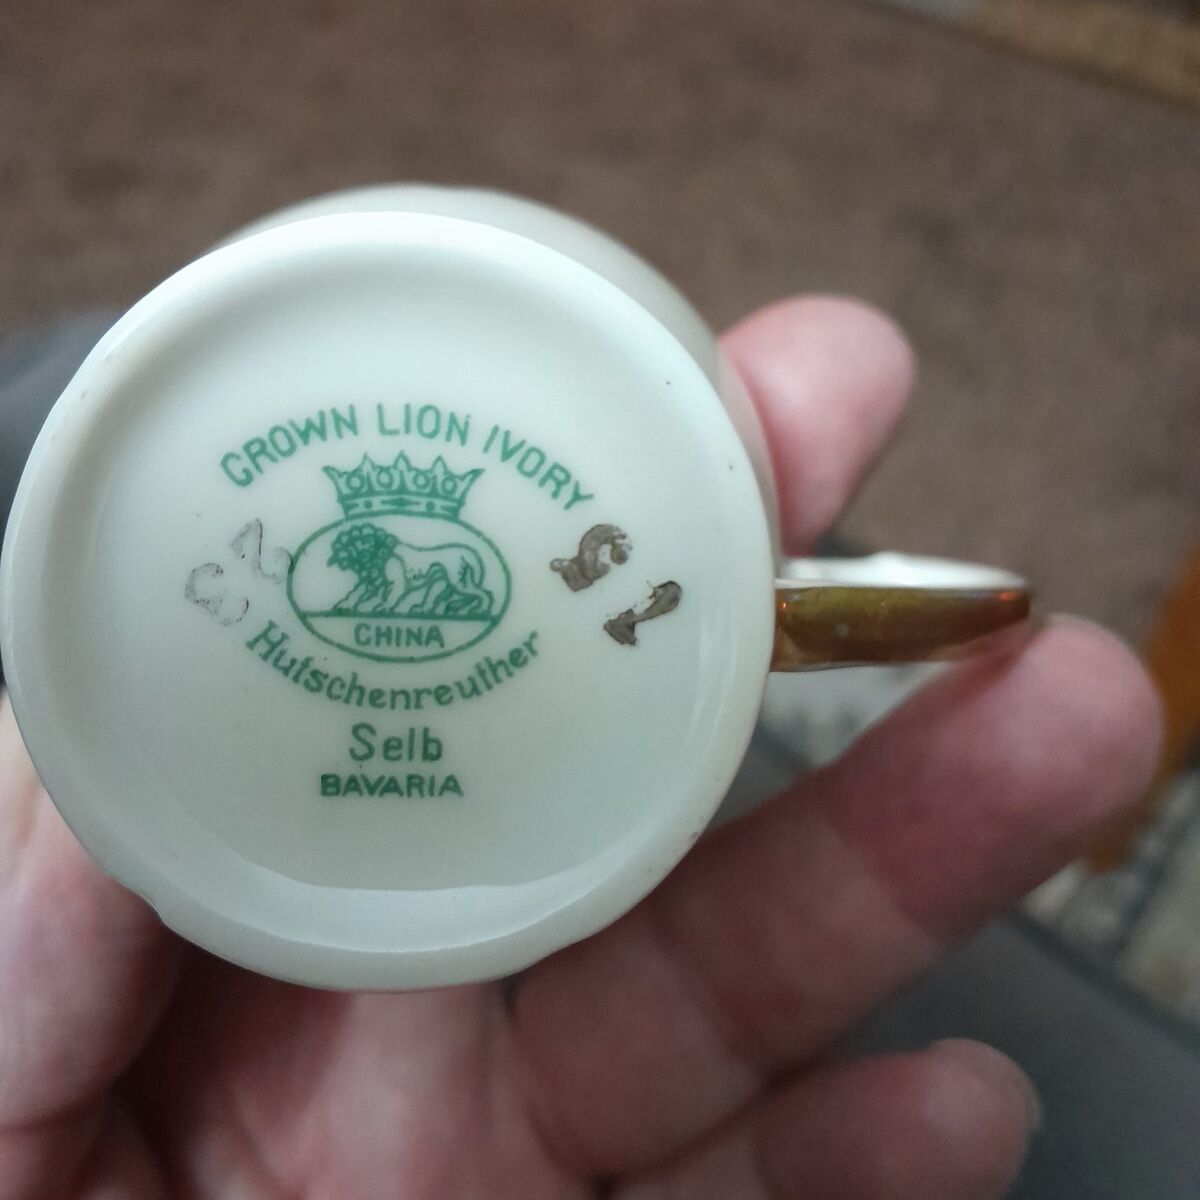 CROWN LION IVORY
CHINA
Hutschenreuther
Selb
BAVARIA